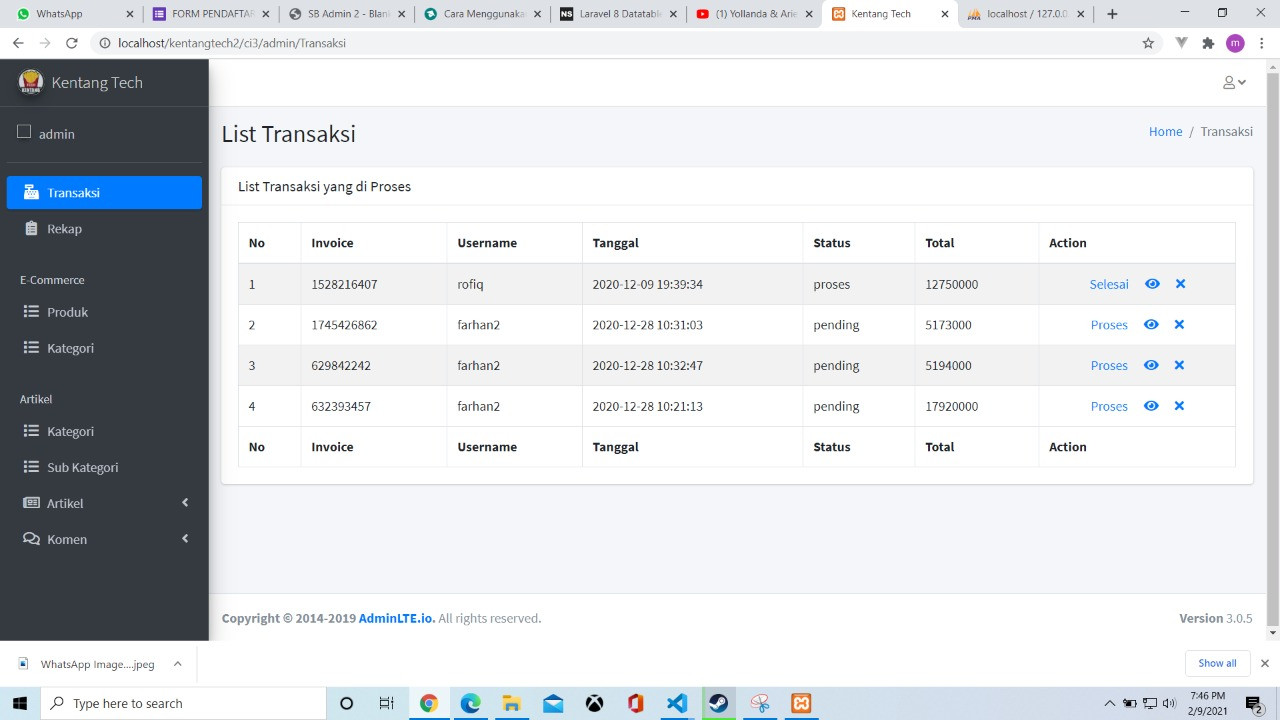 WhatsApp
FORM PENDAFTAR
SB Admin 2 - Blank
Cara Menggunakan
Laravel 8 Datatable
(1) Yollanda & Arie
Kentang Tech
localhost / 127.0.0
localhost/kentangtech2/ci3/admin/Transaksi
m
Kentang Tech
admin
Transaksi
Rekap
E-Commerce
Produk
Kategori
Artikel
Kategori
Sub Kategori
Artikel
Komen
List Transaksi
Home / Transaksi
List Transaksi yang di Proses
No Invoice Username Tanggal Status Total Action
1 1528216407 rofiq 2020-12-09 19:39:34 proses 12750000 Selesai
2 1745426862 farhan2 2020-12-28 10:31:03 pending 5173000 Proses
3 629842242 farhan2 2020-12-28 10:32:47 pending 5194000 Proses
4 632393457 farhan2 2020-12-28 10:21:13 pending 17920000 Proses
No Invoice Username Tanggal Status Total Action
Copyright © 2014-2019 AdminLTE.io. All rights reserved.
Version 3.0.5
WhatsApp Image....jpeg
Show all
Type here to search
7:46 PM
2/9/2021
2